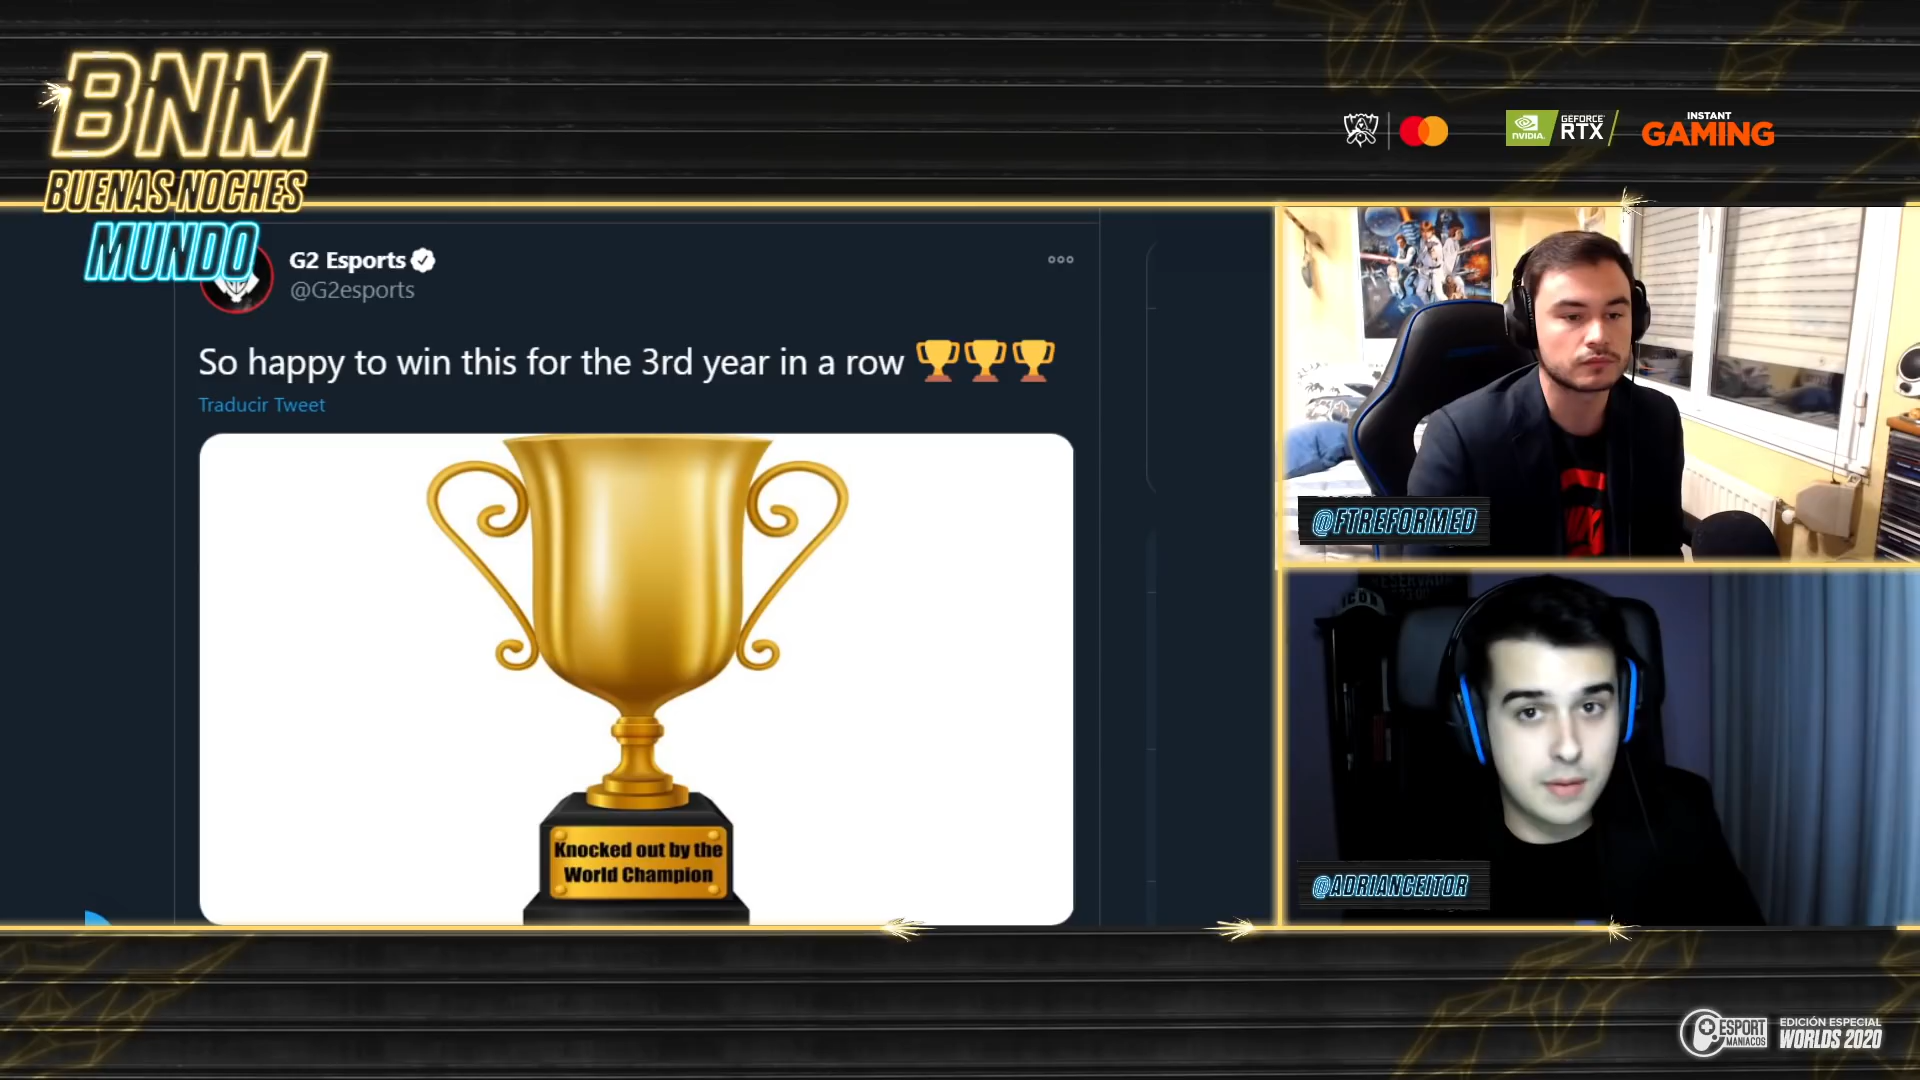 BNM
BUENAS NOCHES
MUNDO
NVIDIA.
GEFORCE
RTX
INSTANT
GAMING
G2 Esports
@G2esports
So happy to win this for the 3rd year in a row 🏆🏆🏆
Traducir Tweet
Knocked out by the
World Champion
@FTREFORMED
@ADRIANCEITOR
ESPORT
MANIACOS
EDICIÓN ESPECIAL
WORLDS 2020